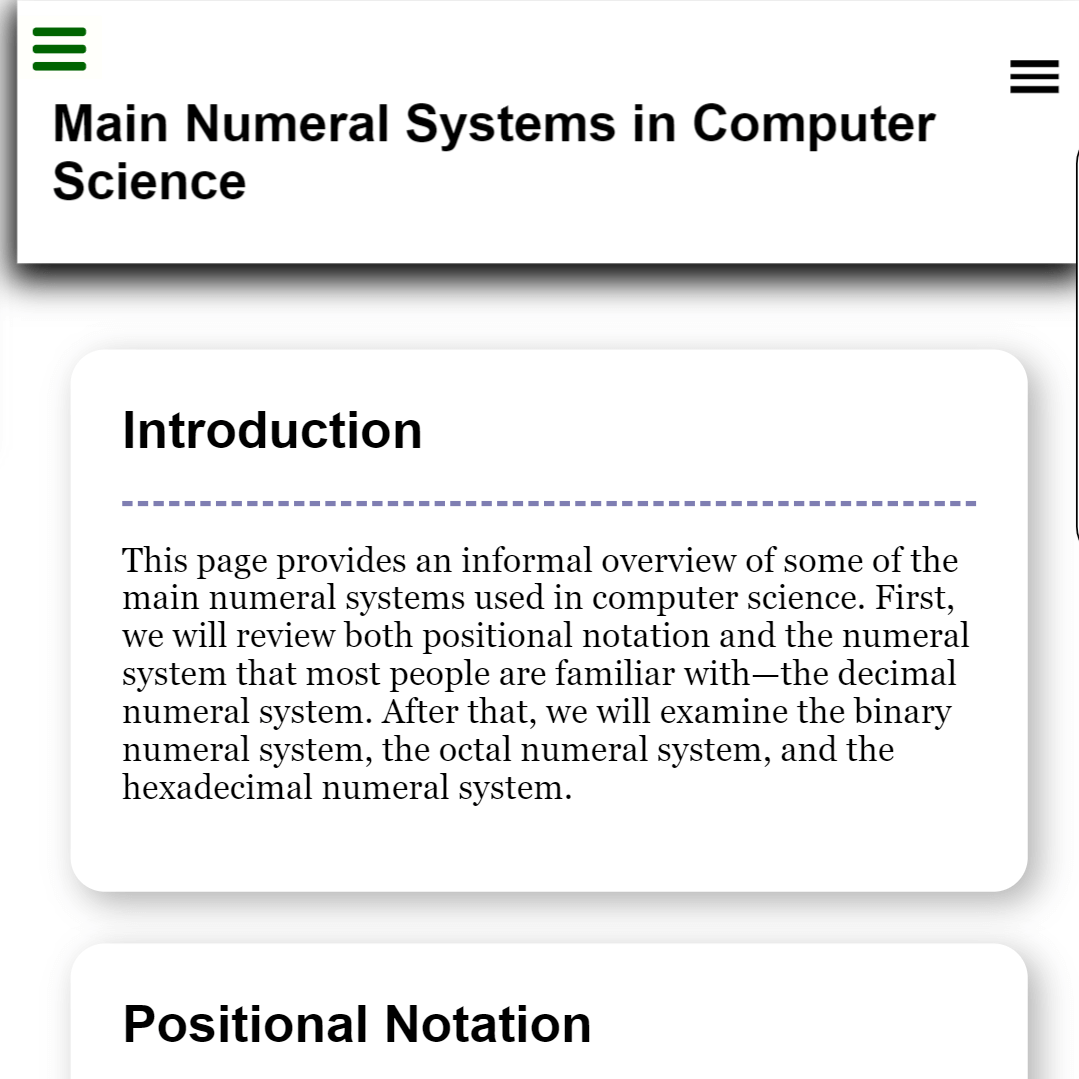 Main Numeral Systems in Computer
Science
Introduction
This page provides an informal overview of some of the
main numeral systems used in computer science. First,
we will review both positional notation and the numeral
system that most people are familiar with—the decimal
numeral system. After that, we will examine the binary
numeral system, the octal numeral system, and the
hexadecimal numeral system.
Positional Notation